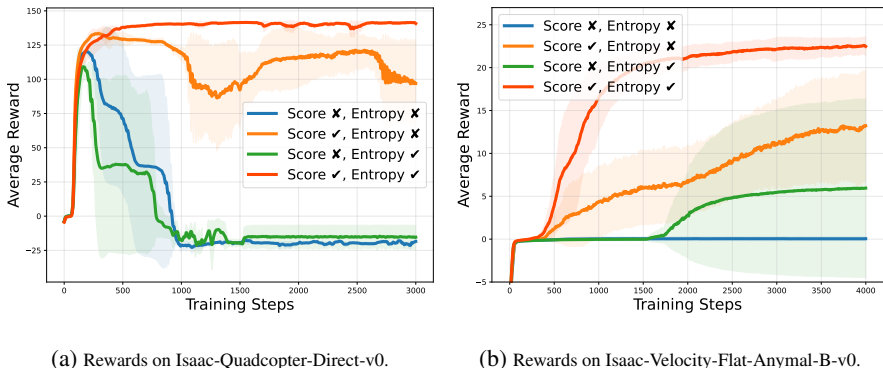 150
125
100
75
50
25
0
−25
Average Reward
Score ✘, Entropy ✘
Score ✔, Entropy ✘
Score ✘, Entropy ✔
Score ✔, Entropy ✔
0 500 1000 1500 2000 2500 3000
Training Steps
(a) Rewards on Isaac-Quadcopter-Direct-v0.
25
20
15
10
5
0
−5
Average Reward
Score ✘, Entropy ✘
Score ✔, Entropy ✘
Score ✘, Entropy ✔
Score ✔, Entropy ✔
0 500 1000 1500 2000 2500 3000 3500 4000
Training Steps
(b) Rewards on Isaac-Velocity-Flat-Anymal-B-v0.